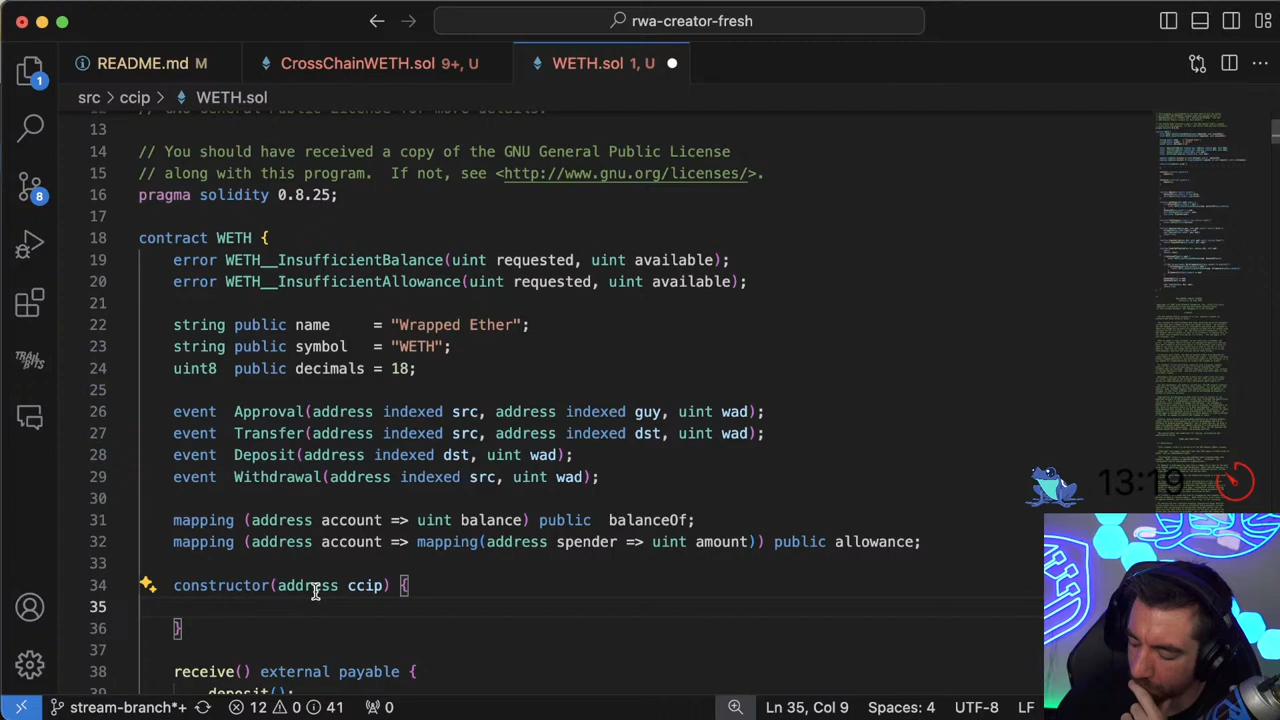 rwa-creator-fresh
README.md M CrossChainWETH.sol 9+, U WETH.sol 1, U
src > ccip > WETH.sol
13
14 // You should have received a copy of the GNU General Public License
15 // along with this program. If not, see <http://www.gnu.org/licenses
16 pragma solidity 0.8.25;
17
18 contract WETH {
19 error WETH__InsufficientBalance(uint requested, uint available);
20 error WETH__InsufficientAllowance(uint requested, uint available);
21
22 string public name = "Wrapped Ether";
23 string public symbol = "WETH";
24 uint8 public decimals = 18;
25
26 event Approval(address indexed src, address indexed guy, uint wad);
27 event Transfer(address indexed src, address indexed dst, uint wad);
28 event Deposit(address indexed dst, uint wad);
29 event Withdrawal(address indexed src, uint wad);
30
31 mapping (address account => uint balance) public balanceOf;
32 mapping (address account => mapping(address spender => uint amount)) public allowance;
33
34 constructor(address ccip) {
35
36 }
37
38 receive() external payable {
39 deposit();
13:19
1
8
stream-branch*+ 12 0 41 0 Ln 35, Col 9 Spaces: 4 UTF-8 LF